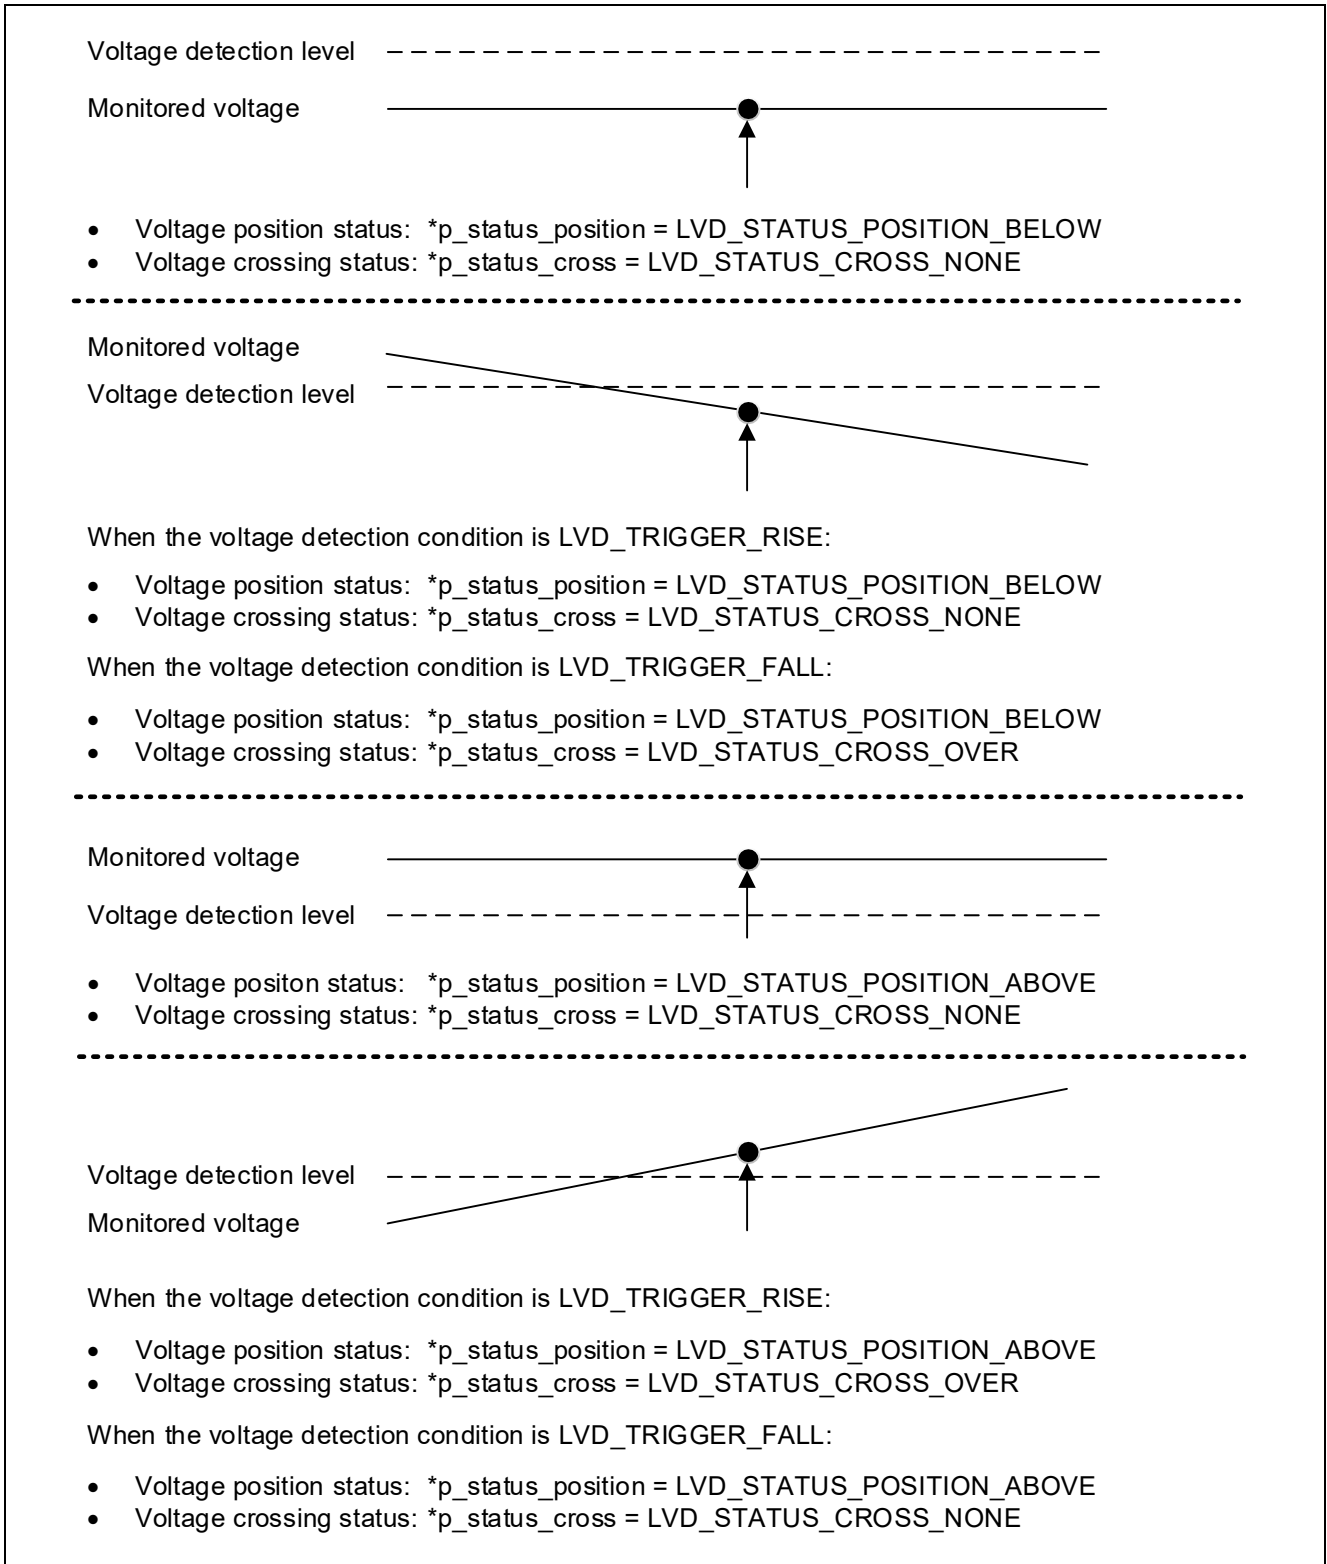 Voltage detection level
Monitored voltage
• Voltage position status: *p_status_position = LVD_STATUS_POSITION_BELOW
• Voltage crossing status: *p_status_cross = LVD_STATUS_CROSS_NONE
Monitored voltage
Voltage detection level
When the voltage detection condition is LVD_TRIGGER_RISE:
• Voltage position status: *p_status_position = LVD_STATUS_POSITION_BELOW
• Voltage crossing status: *p_status_cross = LVD_STATUS_CROSS_NONE
When the voltage detection condition is LVD_TRIGGER_FALL:
• Voltage position status: *p_status_position = LVD_STATUS_POSITION_BELOW
• Voltage crossing status: *p_status_cross = LVD_STATUS_CROSS_OVER
Monitored voltage
Voltage detection level
• Voltage positon status: *p_status_position = LVD_STATUS_POSITION_ABOVE
• Voltage crossing status: *p_status_cross = LVD_STATUS_CROSS_NONE
Voltage detection level
Monitored voltage
When the voltage detection condition is LVD_TRIGGER_RISE:
• Voltage position status: *p_status_position = LVD_STATUS_POSITION_ABOVE
• Voltage crossing status: *p_status_cross = LVD_STATUS_CROSS_OVER
When the voltage detection condition is LVD_TRIGGER_FALL:
• Voltage position status: *p_status_position = LVD_STATUS_POSITION_ABOVE
• Voltage crossing status: *p_status_cross = LVD_STATUS_CROSS_NONE